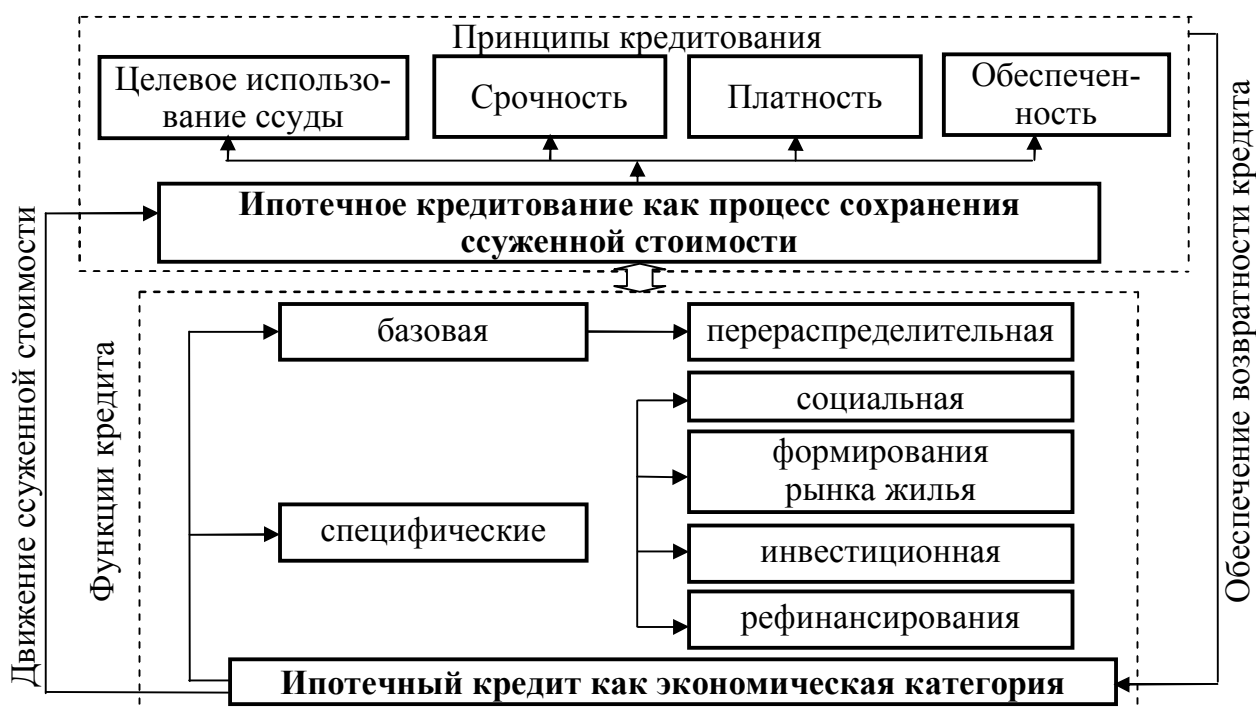 Принципы кредитования
Целевое использо-
вание ссуды
Срочность
Платность
Обеспечен-
ность
Ипотечное кредитование как процесс сохранения
ссуженной стоимости
базовая
перераспределительная
социальная
формирования
рынка жилья
специфические
инвестиционная
рефинансирования
Ипотечный кредит как экономическая категория
Движение ссуженной стоимости
Функции кредита
Обеспечение возвратности кредита